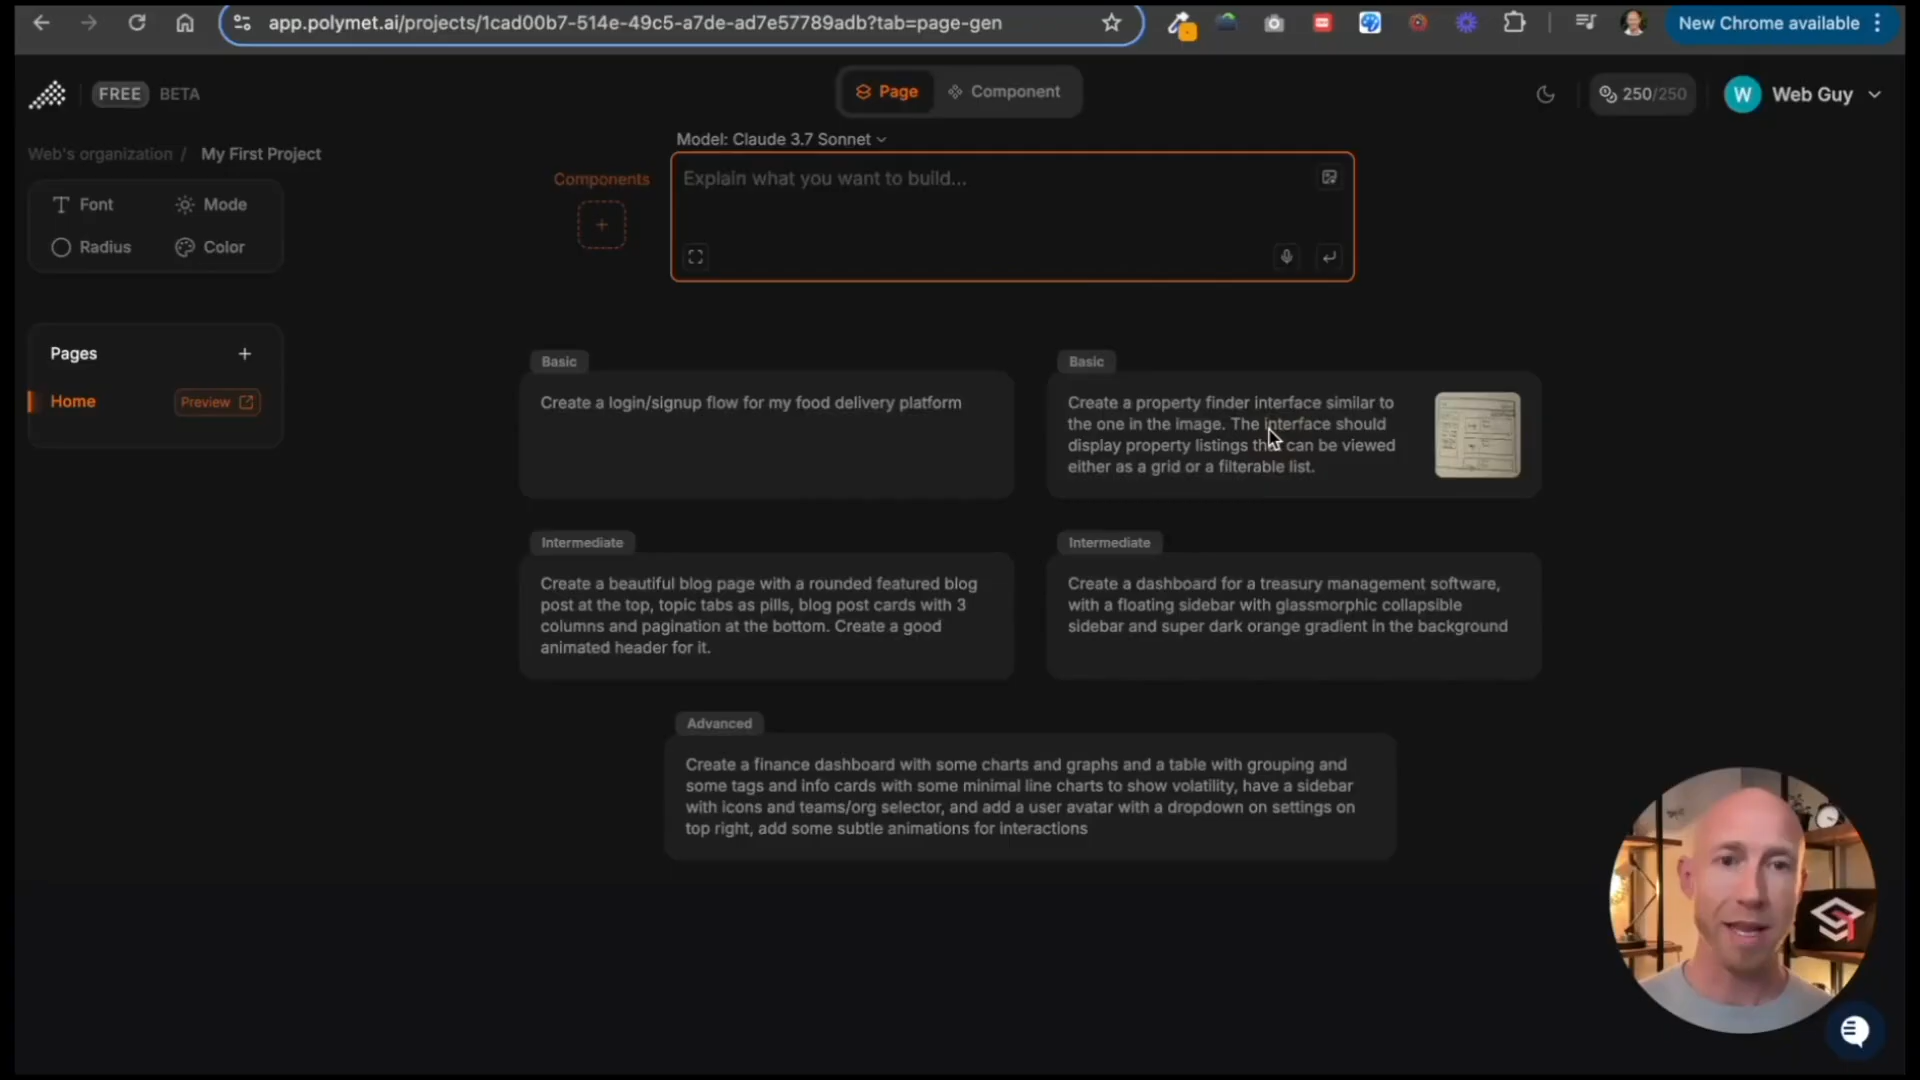 app.polymet.ai/projects/1cad00b7-514e-49c5-a7de-ad7e57789adb?tab=page-gen
New Chrome available
FREE
BETA
Page
Component
250/250
W
Web Guy
Web's organization / My First Project
Model: Claude 3.7 Sonnet
Components
Explain what you want to build...
Font
Mode
Radius
Color
Pages
Home
Preview
Basic
Create a login/signup flow for my food delivery platform
Basic
Create a property finder interface similar to
the one in the image. The interface should
display property listings that can be viewed
either as a grid or a filterable list.
Intermediate
Create a beautiful blog page with a rounded featured blog
post at the top, topic tabs as pills, blog post cards with 3
columns and pagination at the bottom. Create a good
animated header for it.
Intermediate
Create a dashboard for a treasury management software,
with a floating sidebar with glassmorphic collapsible
sidebar and super dark orange gradient in the background
Advanced
Create a finance dashboard with some charts and graphs and a table with grouping and
some tags and info cards with some minimal line charts to show volatility, have a sidebar
with icons and teams/org selector, and add a user avatar with a dropdown on settings on
top right, add some subtle animations for interactions